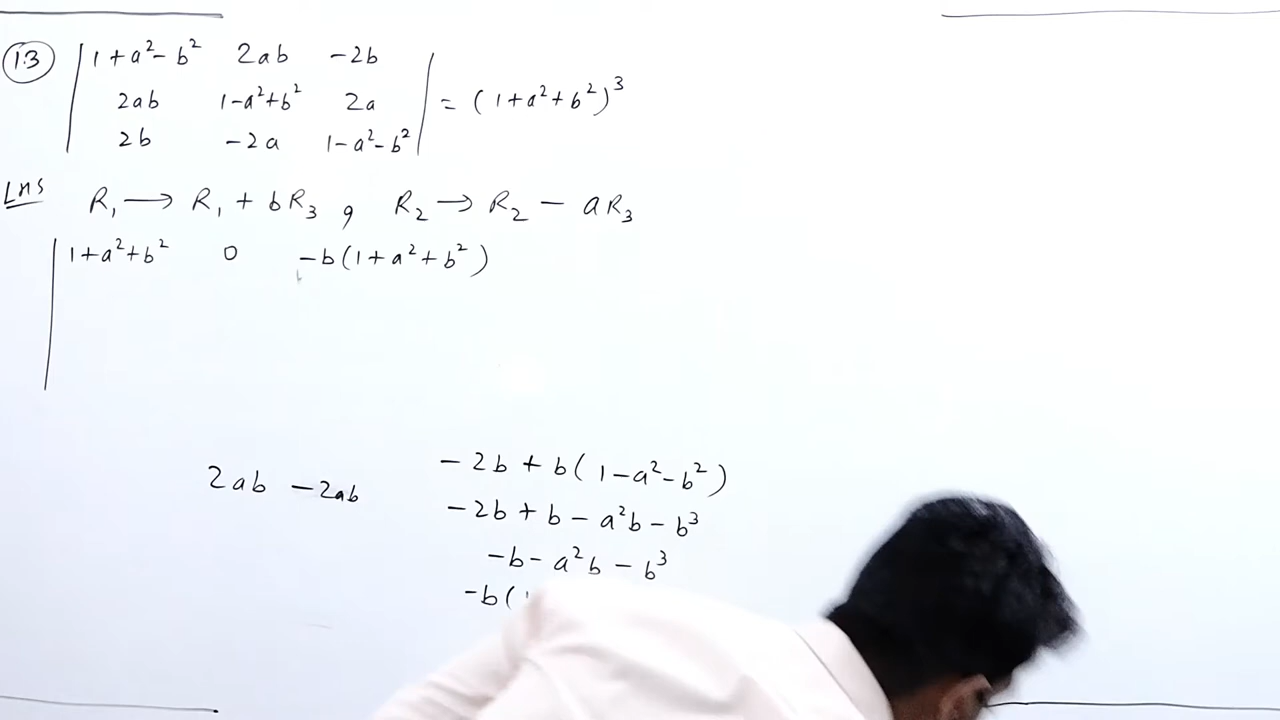 13 | 1+a²-b² 2ab -2b |
| 2ab 1-a²+b² 2a | = (1+a²+b²)³
| 2b -2a 1-a²-b² |
LHS R₁ → R₁ + bR₃ , R₂ → R₂ - aR₃
| 1+a²+b² 0 -b(1+a²+b²)
2ab - 2ab
-2b + b(1-a²-b²)
-2b + b - a²b - b³
-b - a²b - b³
-b(